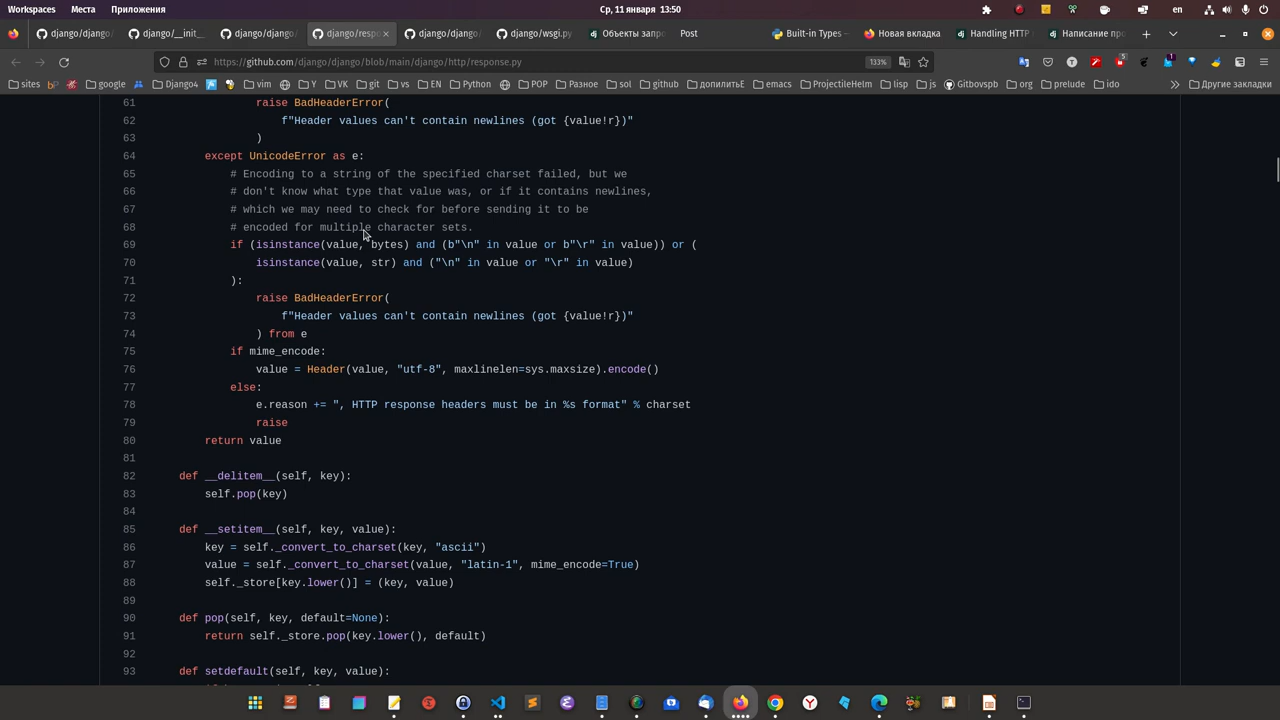 Workspaces Места Приложения Ср, 11 января 13:50 en
django/django/ django/__init_ django/django/ django/respo django/django/ django/wsgi.py Объекты запро Post Built-in Types — Новая вкладка Handling HTTP Написание про
https://github.com/django/django/blob/main/django/http/response.py 133%
sites google Django4 vim Y VK git vs EN Python POP Разное sol github допилитьЕ emacs ProjectileHelm lisp js Gitbovspb org prelude ido Другие закладки
61 raise BadHeaderError(
62 f"Header values can't contain newlines (got {value!r})"
63 )
64 except UnicodeError as e:
65 # Encoding to a string of the specified charset failed, but we
66 # don't know what type that value was, or if it contains newlines,
67 # which we may need to check for before sending it to be
68 # encoded for multiple character sets.
69 if (isinstance(value, bytes) and (b"\n" in value or b"\r" in value)) or (
70 isinstance(value, str) and ("\n" in value or "\r" in value)
71 ):
72 raise BadHeaderError(
73 f"Header values can't contain newlines (got {value!r})"
74 ) from e
75 if mime_encode:
76 value = Header(value, "utf-8", maxlinelen=sys.maxsize).encode()
77 else:
78 e.reason += ", HTTP response headers must be in %s format" % charset
79 raise
80 return value
81
82 def __delitem__(self, key):
83 self.pop(key)
84
85 def __setitem__(self, key, value):
86 key = self._convert_to_charset(key, "ascii")
87 value = self._convert_to_charset(value, "latin-1", mime_encode=True)
88 self._store[key.lower()] = (key, value)
89
90 def pop(self, key, default=None):
91 return self._store.pop(key.lower(), default)
92
93 def setdefault(self, key, value):